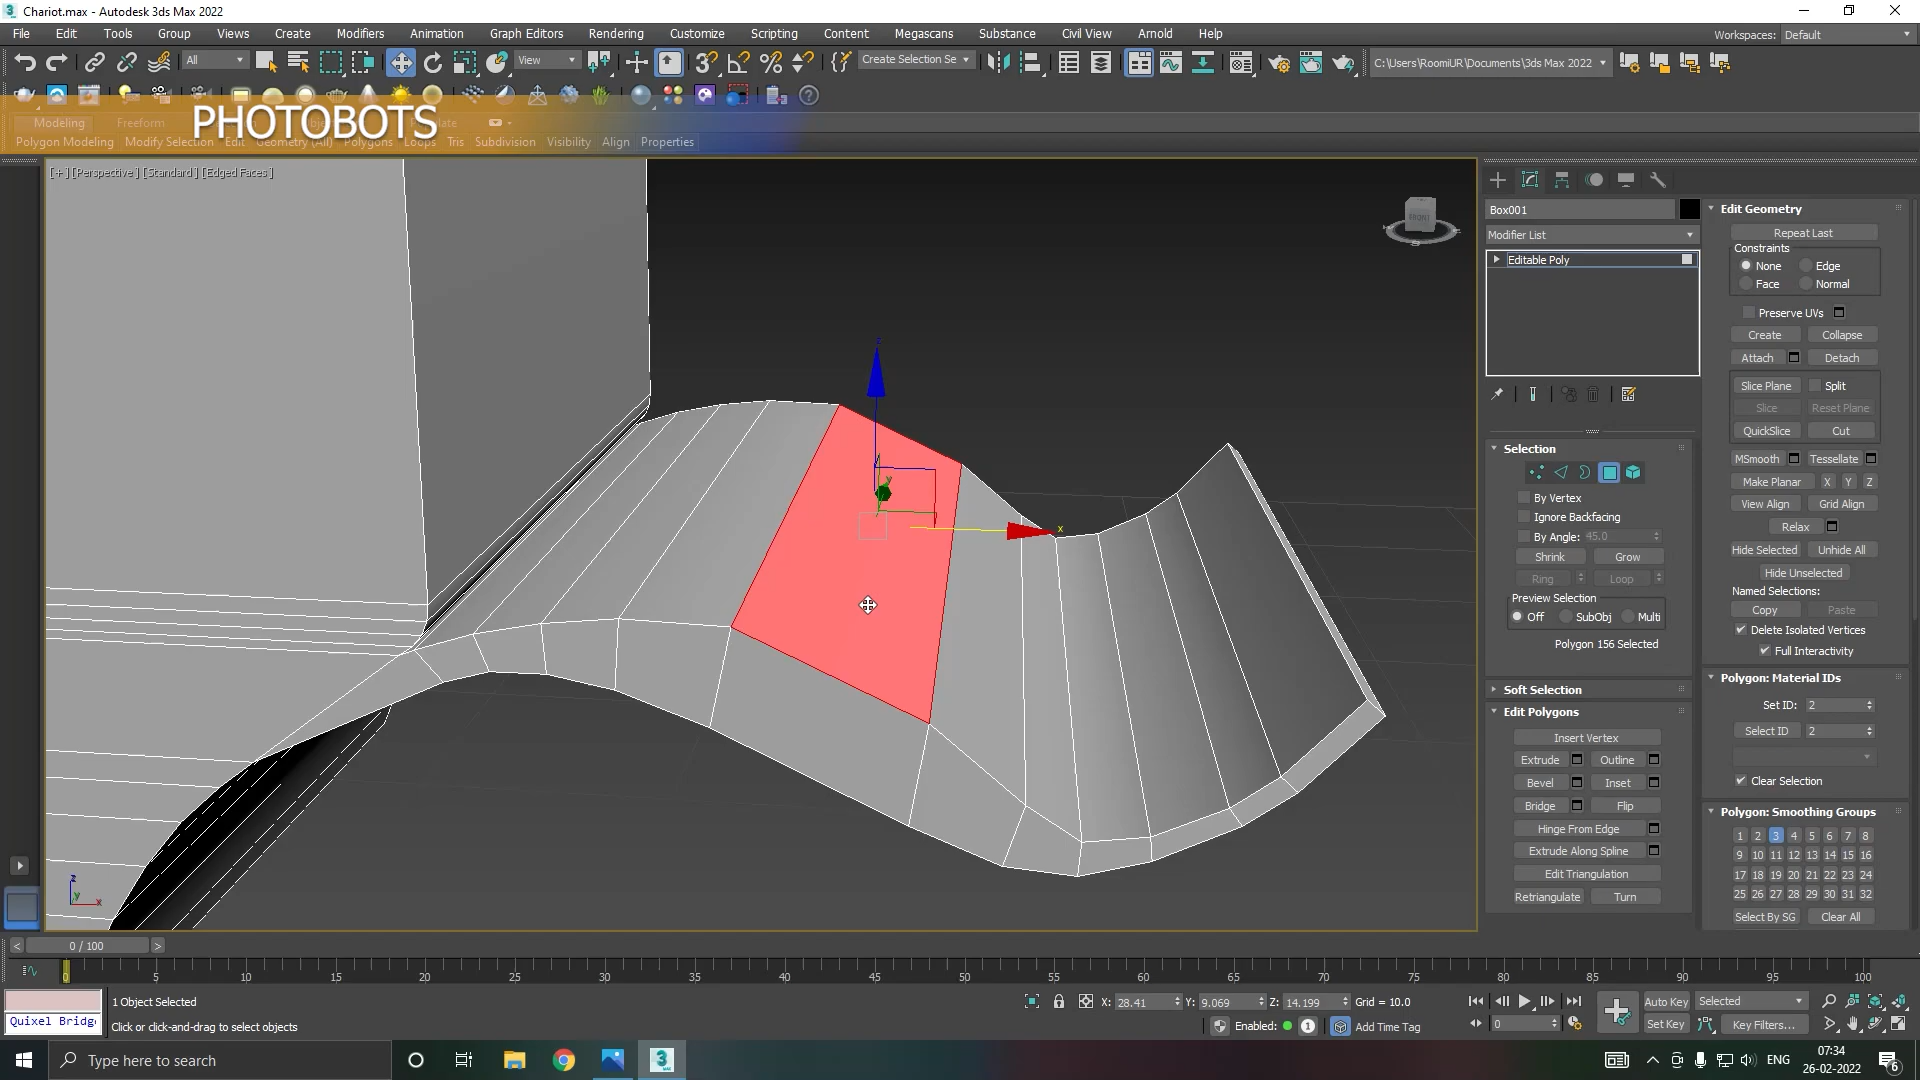 Chariot.max - Autodesk 3ds Max 2022
File Edit Tools Group Views Create Modifiers Animation Graph Editors Rendering Customize Scripting Content Megascans Substance Civil View Arnold Help
Workspaces: Default
All View Create Selection Se C:\Users\RoomiUR\Documents\3ds Max 2022
PHOTOBOTS
Modeling Freeform
Polygon Modeling Modify Selection Edit Geometry (All) Polygons Loops Tris Subdivision Visibility Align Properties
[+] [Perspective] [Standard] [Edged Faces]
FRONT
z
y
x
z
y
x
Box001
Modifier List
Editable Poly
Selection
By Vertex
Ignore Backfacing
By Angle: 45.0
Shrink Grow
Ring Loop
Preview Selection
Off SubObj Multi
Polygon 156 Selected
Soft Selection
Edit Polygons
Insert Vertex
Extrude Outline
Bevel Inset
Bridge Flip
Hinge From Edge
Extrude Along Spline
Edit Triangulation
Retriangulate Turn
Edit Geometry
Repeat Last
Constraints
None Edge
Face Normal
Preserve UVs
Create Collapse
Attach Detach
Slice Plane Split
Slice Reset Plane
QuickSlice Cut
MSmooth Tessellate
Make Planar X Y Z
View Align Grid Align
Relax
Hide Selected Unhide All
Hide Unselected
Named Selections:
Copy Paste
Delete Isolated Vertices
Full Interactivity
Polygon: Material IDs
Set ID: 2
Select ID 2
Clear Selection
Polygon: Smoothing Groups
1 2 3 4 5 6 7 8
9 10 11 12 13 14 15 16
17 18 19 20 21 22 23 24
25 26 27 28 29 30 31 32
Select By SG Clear All
< 0 / 100 >
0 5 10 15 20 25 30 35 40 45 50 55 60 65 70 75 80 85 90 95 100
1 Object Selected
X: 28.41 Y: 9.069 Z: 14.199 Grid = 10.0
Auto Key Selected
Quixel Bridg
Click or click-and-drag to select objects
Enabled: 1 Add Time Tag
0 Set Key Key Filters...
Type here to search
ENG
07:34
26-02-2022
6